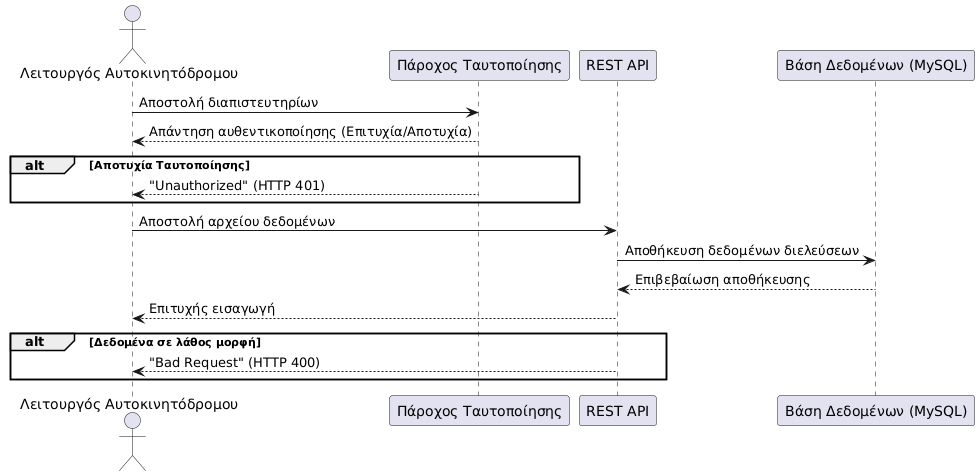 Λειτουργός Αυτοκινητόδρομου
Πάροχος Ταυτοποίησης
REST API
Βάση Δεδομένων (MySQL)
Αποστολή διαπιστευτηρίων
Απάντηση αυθεντικοποίησης (Επιτυχία/Αποτυχία)
alt [Αποτυχία Ταυτοποίησης]
"Unauthorized" (HTTP 401)
Αποστολή αρχείου δεδομένων
Αποθήκευση δεδομένων διελεύσεων
Επιβεβαίωση αποθήκευσης
Επιτυχής εισαγωγή
alt [Δεδομένα σε λάθος μορφή]
"Bad Request" (HTTP 400)
Λειτουργός Αυτοκινητόδρομου
Πάροχος Ταυτοποίησης
REST API
Βάση Δεδομένων (MySQL)